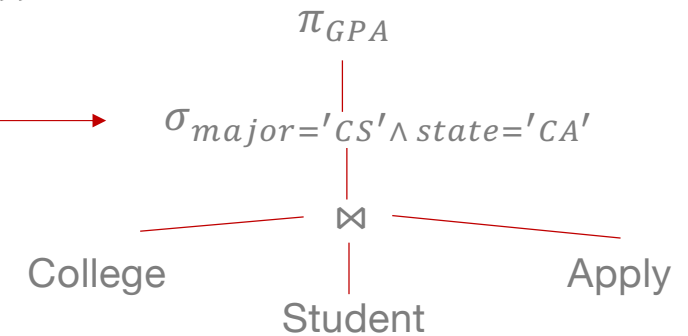 π_GPA
σ_major='CS'∧ state='CA'
⋈
College
Apply
Student